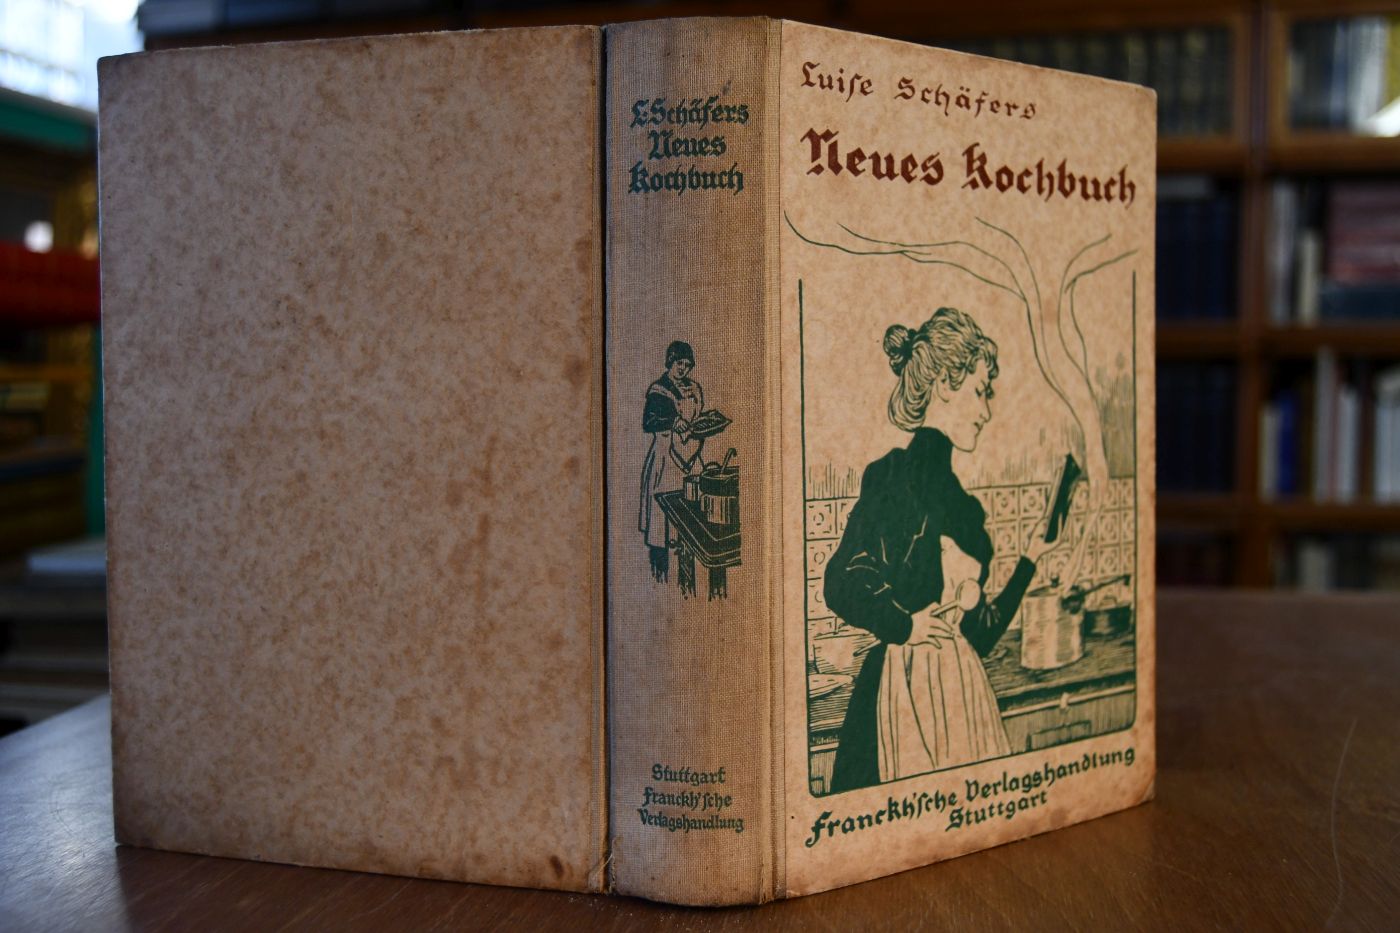 L. Schäfers
Neues
Kochbuch
Stuttgart
Franckh'sche
Verlagshandlung
Luise Schäfers
Neues Kochbuch
Franckh'sche Verlagshandlung
Stuttgart